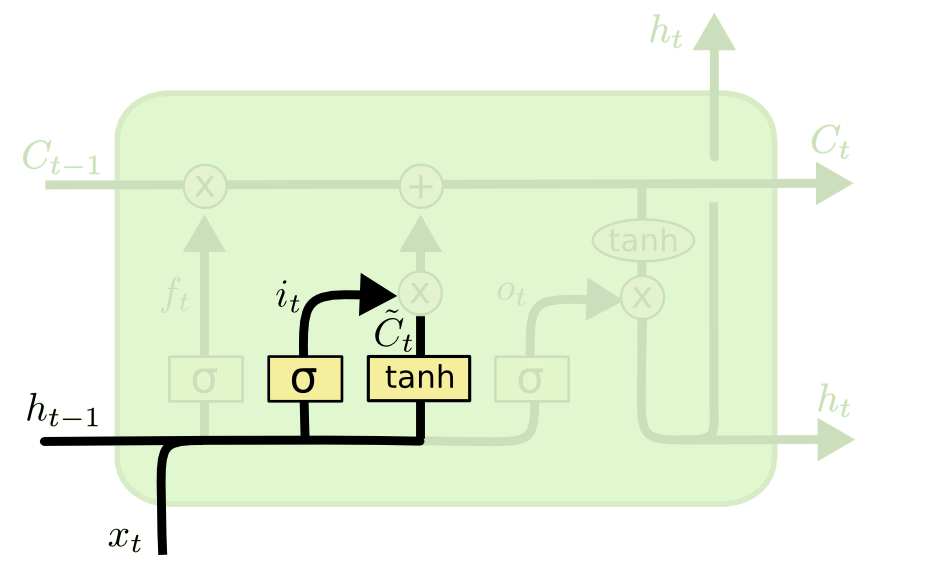 h_t
C_{t-1}
C_t
x
+
tanh
f_t
i_t
x
o_t
x
C̃_t
σ
σ
tanh
σ
h_{t-1}
h_t
x_t